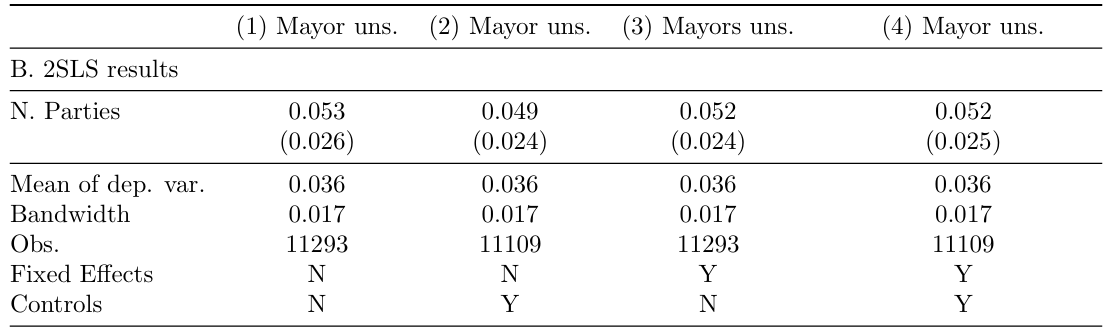 (1) Mayor uns. (2) Mayor uns. (3) Mayors uns. (4) Mayor uns.
B. 2SLS results
N. Parties 0.053 0.049 0.052 0.052
(0.026) (0.024) (0.024) (0.025)
Mean of dep. var. 0.036 0.036 0.036 0.036
Bandwidth 0.017 0.017 0.017 0.017
Obs. 11293 11109 11293 11109
Fixed Effects N N Y Y
Controls N Y N Y